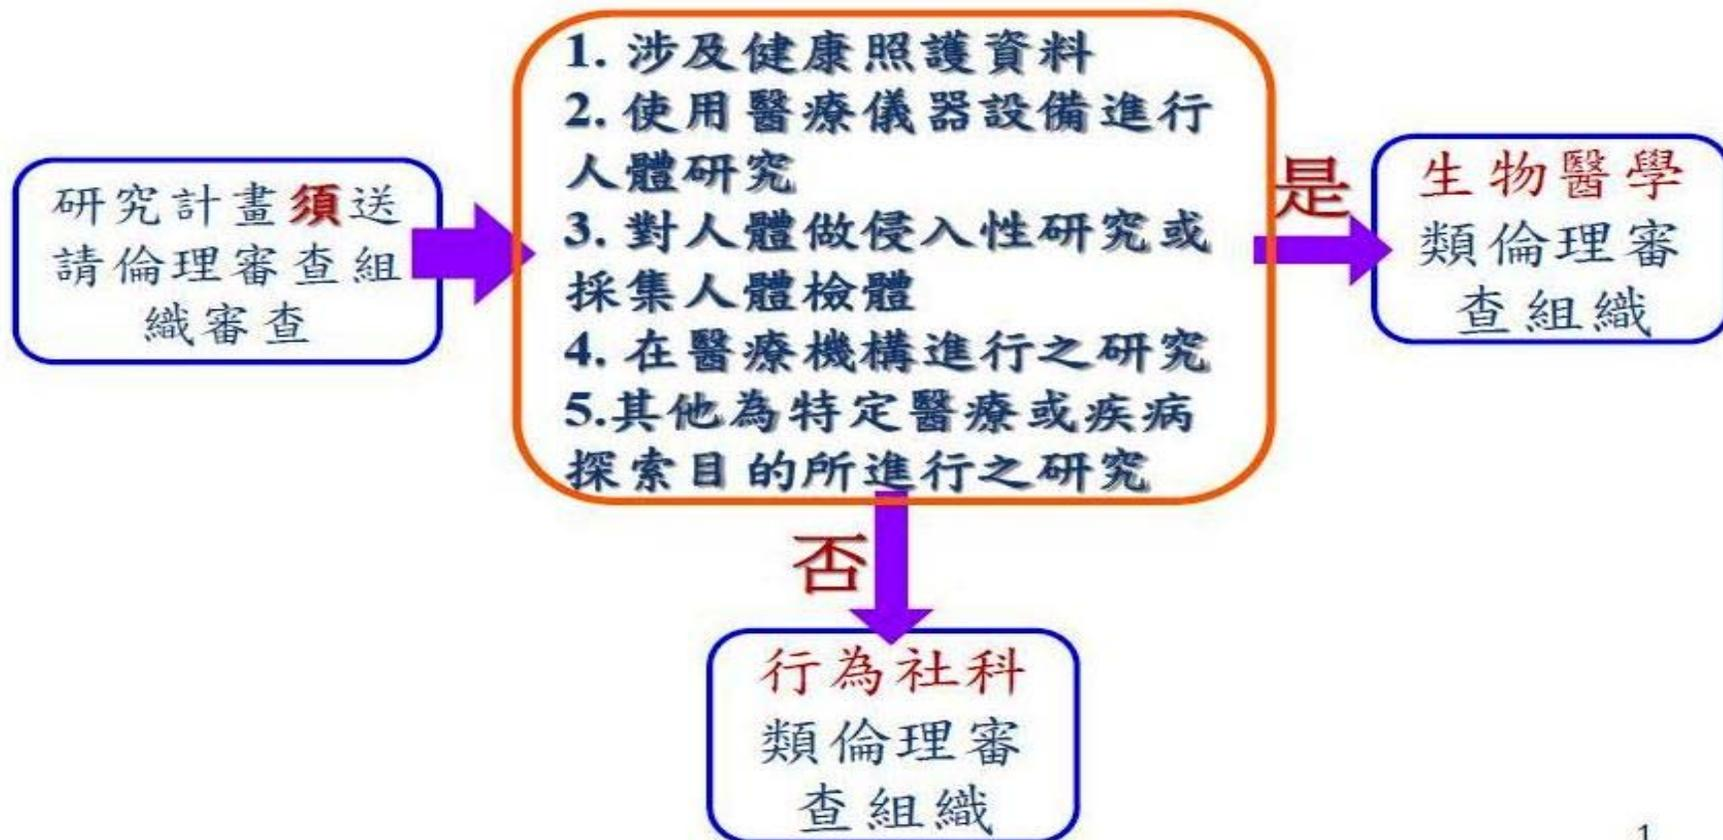 研究計畫須送
請倫理審查組
織審查
1. 涉及健康照護資料
2. 使用醫療儀器設備進行
人體研究
3. 對人體做侵入性研究或
採集人體檢體
4. 在醫療機構進行之研究
5.其他為特定醫療或疾病
探索目的所進行之研究
是
生物醫學
類倫理審
查組織
否
行為社科
類倫理審
查組織
1